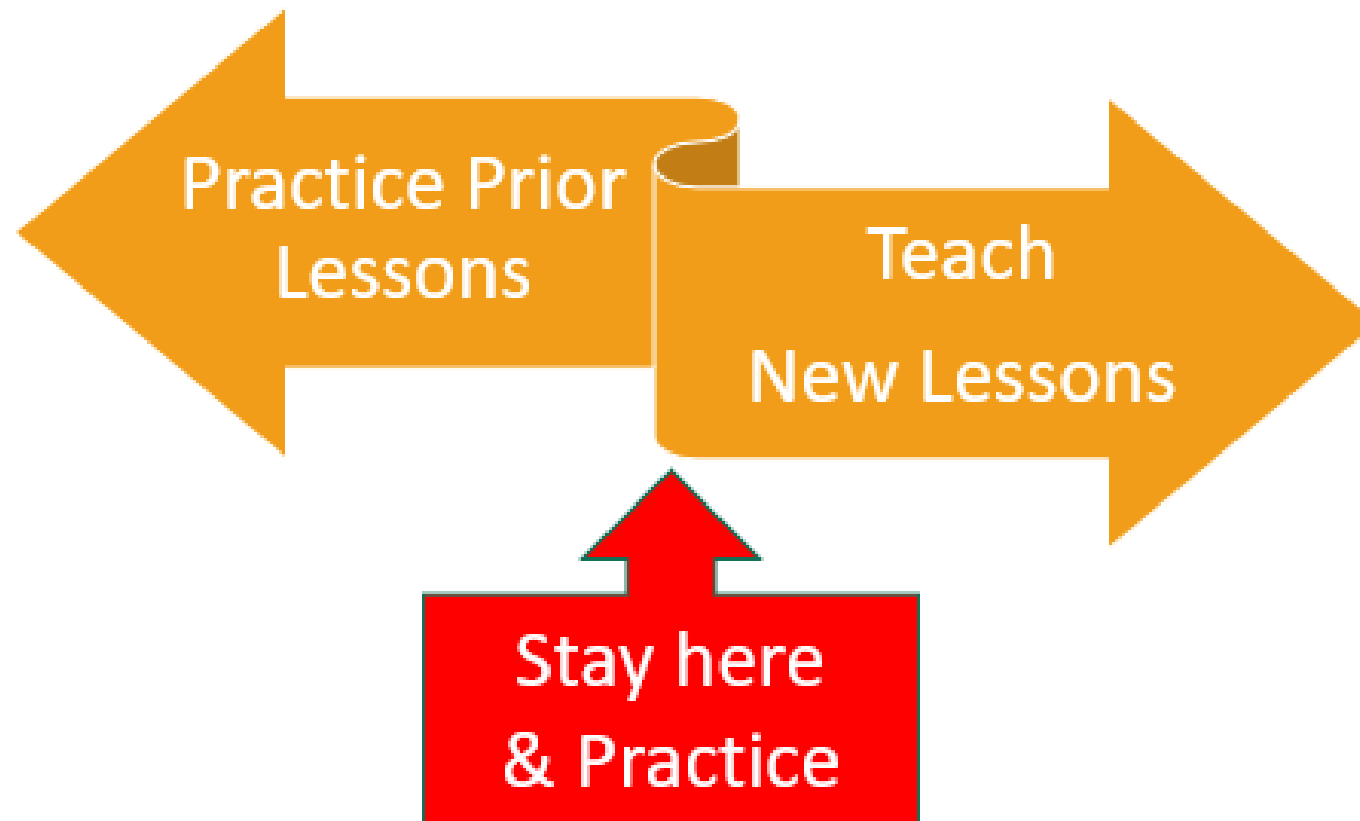 Practice Prior
Lessons
Teach
New Lessons
Stay here
& Practice